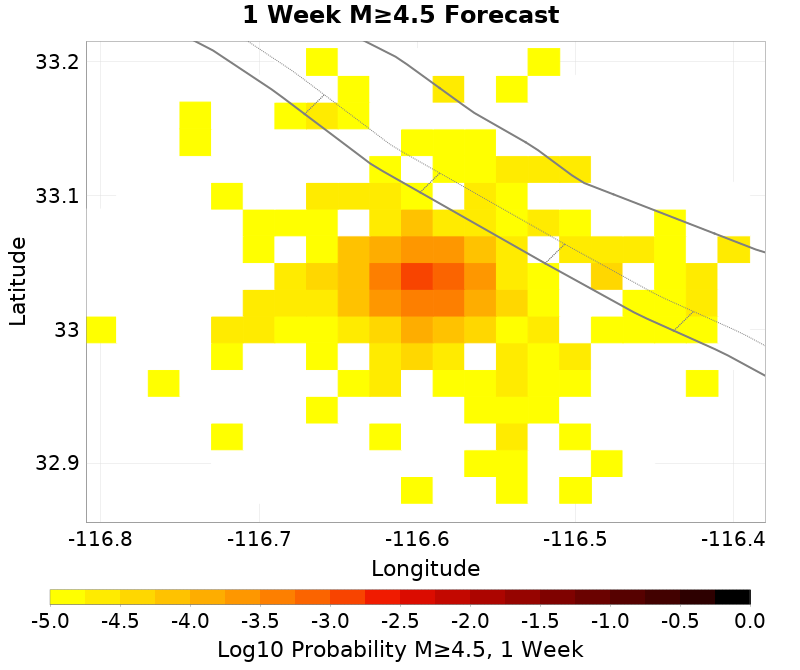 1 Week M≥4.5 Forecast
33.2
33.1
33
32.9
Latitude
-116.8 -116.7 -116.6 -116.5 -116.4
Longitude
-5.0 -4.5 -4.0 -3.5 -3.0 -2.5 -2.0 -1.5 -1.0 -0.5 0.0
Log10 Probability M≥4.5, 1 Week